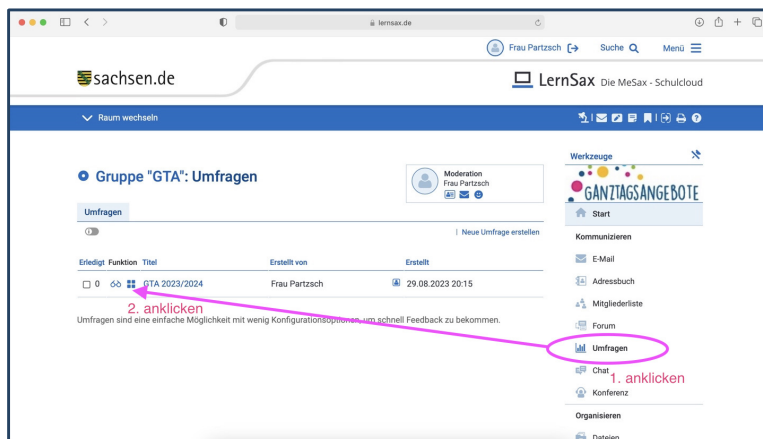 lernsax.de
Frau Partzsch
Suche
Menü
sachsen.de
LernSax Die MeSax - Schulcloud
Raum wechseln
Werkzeuge
Gruppe "GTA": Umfragen
Moderation
Frau Partzsch
GANZTAGSANGEBOTE
Umfragen
Start
Neue Umfrage erstellen
Kommunizieren
Erledigt Funktion Titel Erstellt von Erstellt
E-Mail
0 GTA 2023/2024 Frau Partzsch 29.08.2023 20:15
Adressbuch
2. anklicken
Mitgliederliste
Umfragen sind eine einfache Möglichkeit mit wenig Konfigurationsoptionen, um schnell Feedback zu bekommen.
Forum
Umfragen
Chat
1. anklicken
Konferenz
Organisieren
Dateien